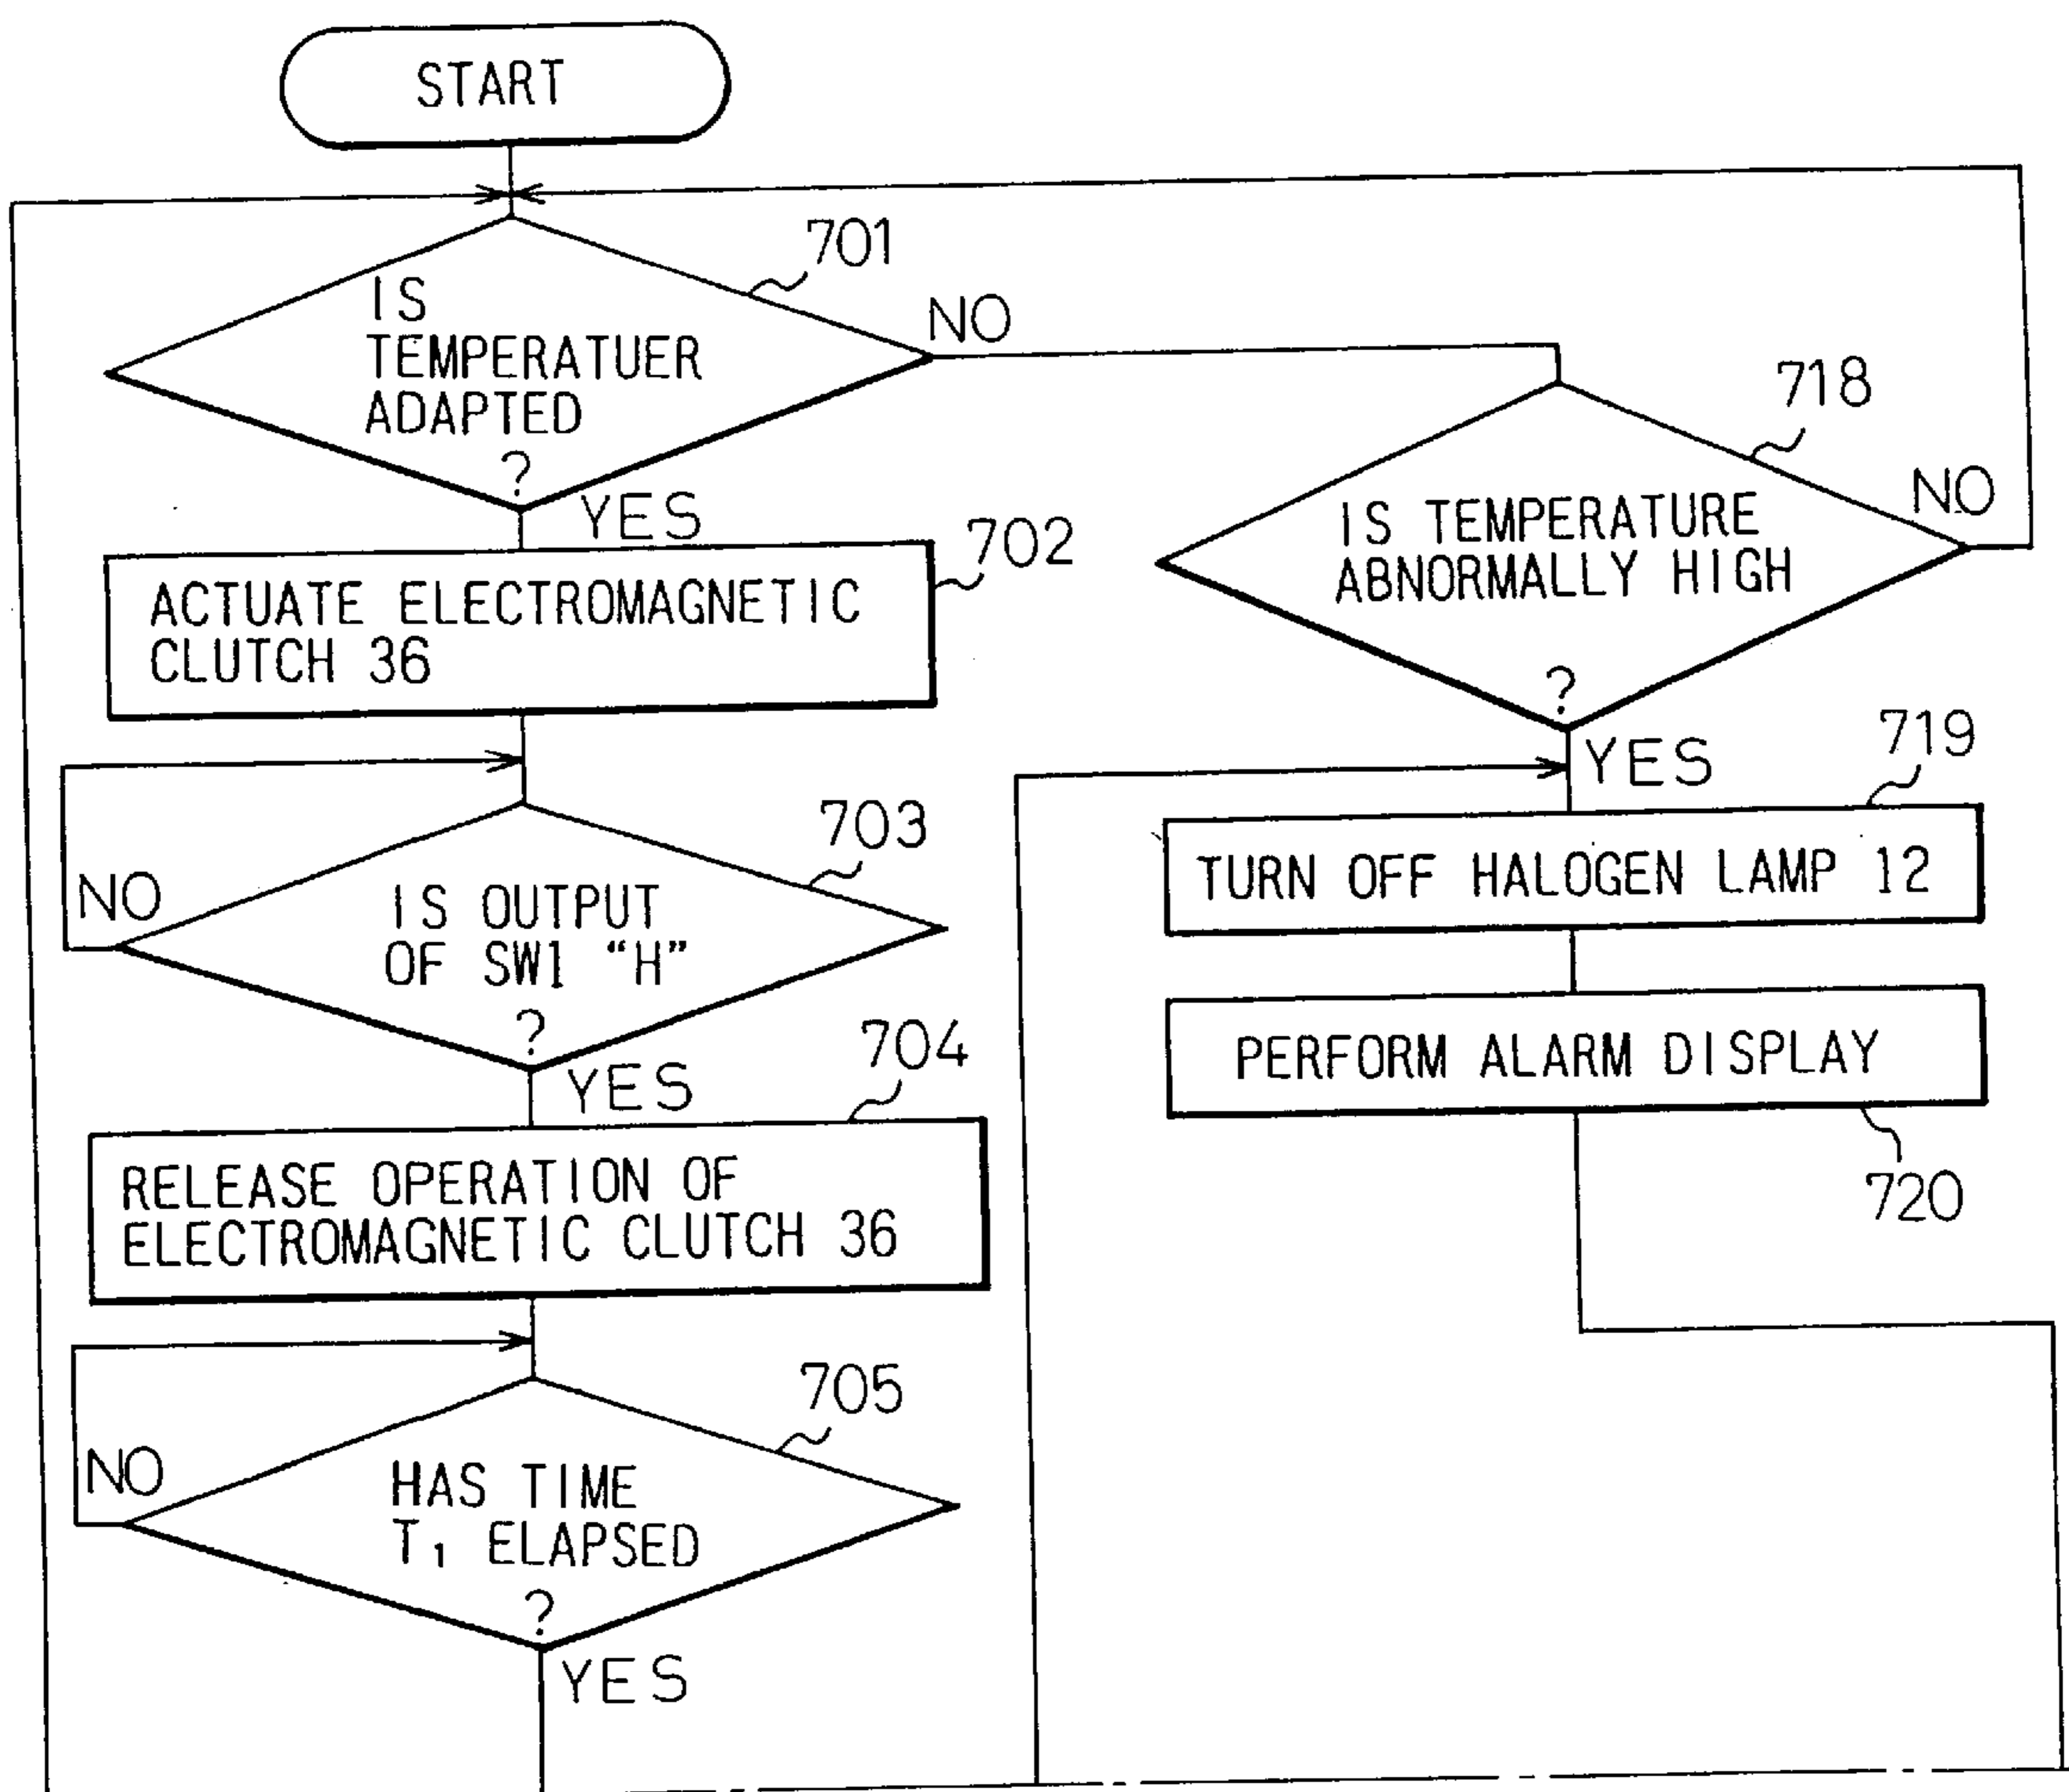 START
701
IS
TEMPERATUER
ADAPTED
?
NO
YES
702
ACTUATE ELECTROMAGNETIC
CLUTCH 36
703
NO
IS OUTPUT
OF SW1 “H”
?
YES
704
RELEASE OPERATION OF
ELECTROMAGNETIC CLUTCH 36
705
NO
HAS TIME
T₁ ELAPSED
?
YES
718
NO
IS TEMPERATURE
ABNORMALLY HIGH
?
YES
719
TURN OFF HALOGEN LAMP 12
PERFORM ALARM DISPLAY
720